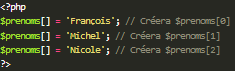 <?php
$prenoms[] = 'François'; // Créera $prenoms[0]
$prenoms[] = 'Michel'; // Créera $prenoms[1]
$prenoms[] = 'Nicole'; // Créera $prenoms[2]
?>